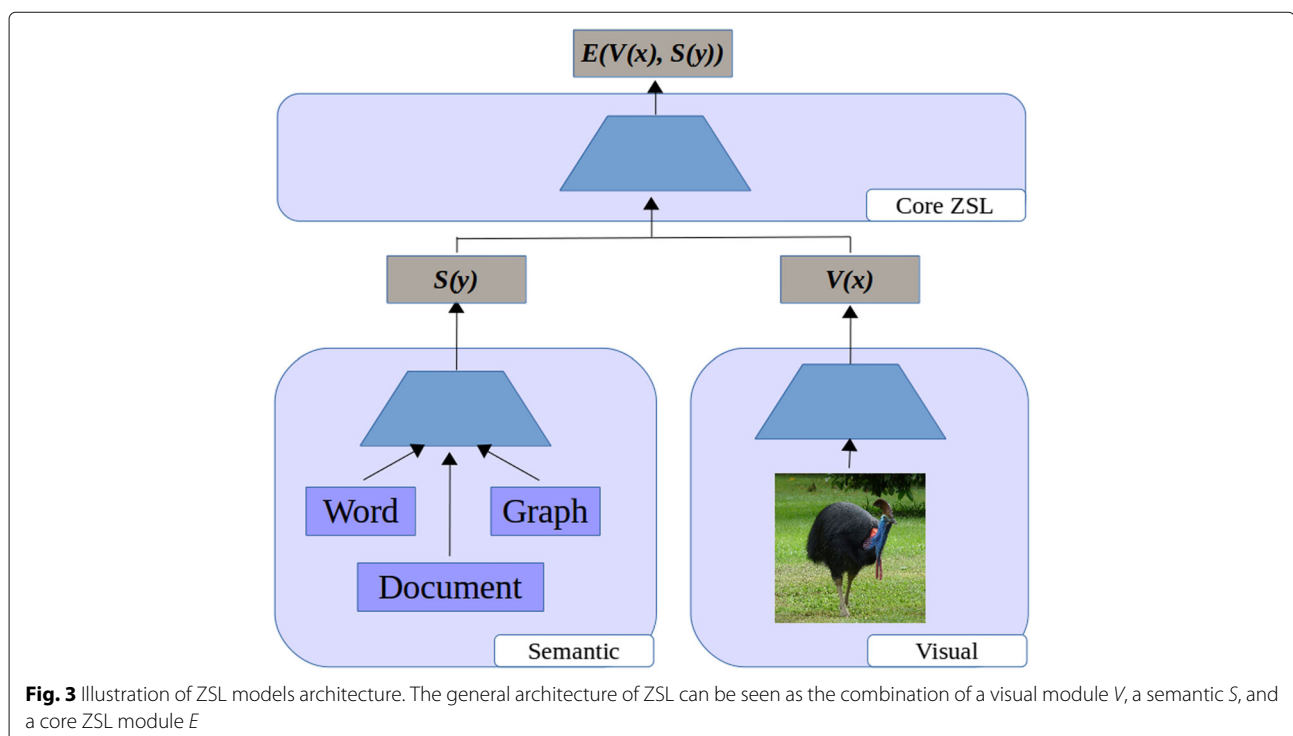 E(V(x), S(y))
Core ZSL
S(y)
V(x)
Word
Graph
Document
Semantic
Visual
Fig. 3 Illustration of ZSL models architecture. The general architecture of ZSL can be seen as the combination of a visual module V, a semantic S, and
a core ZSL module E